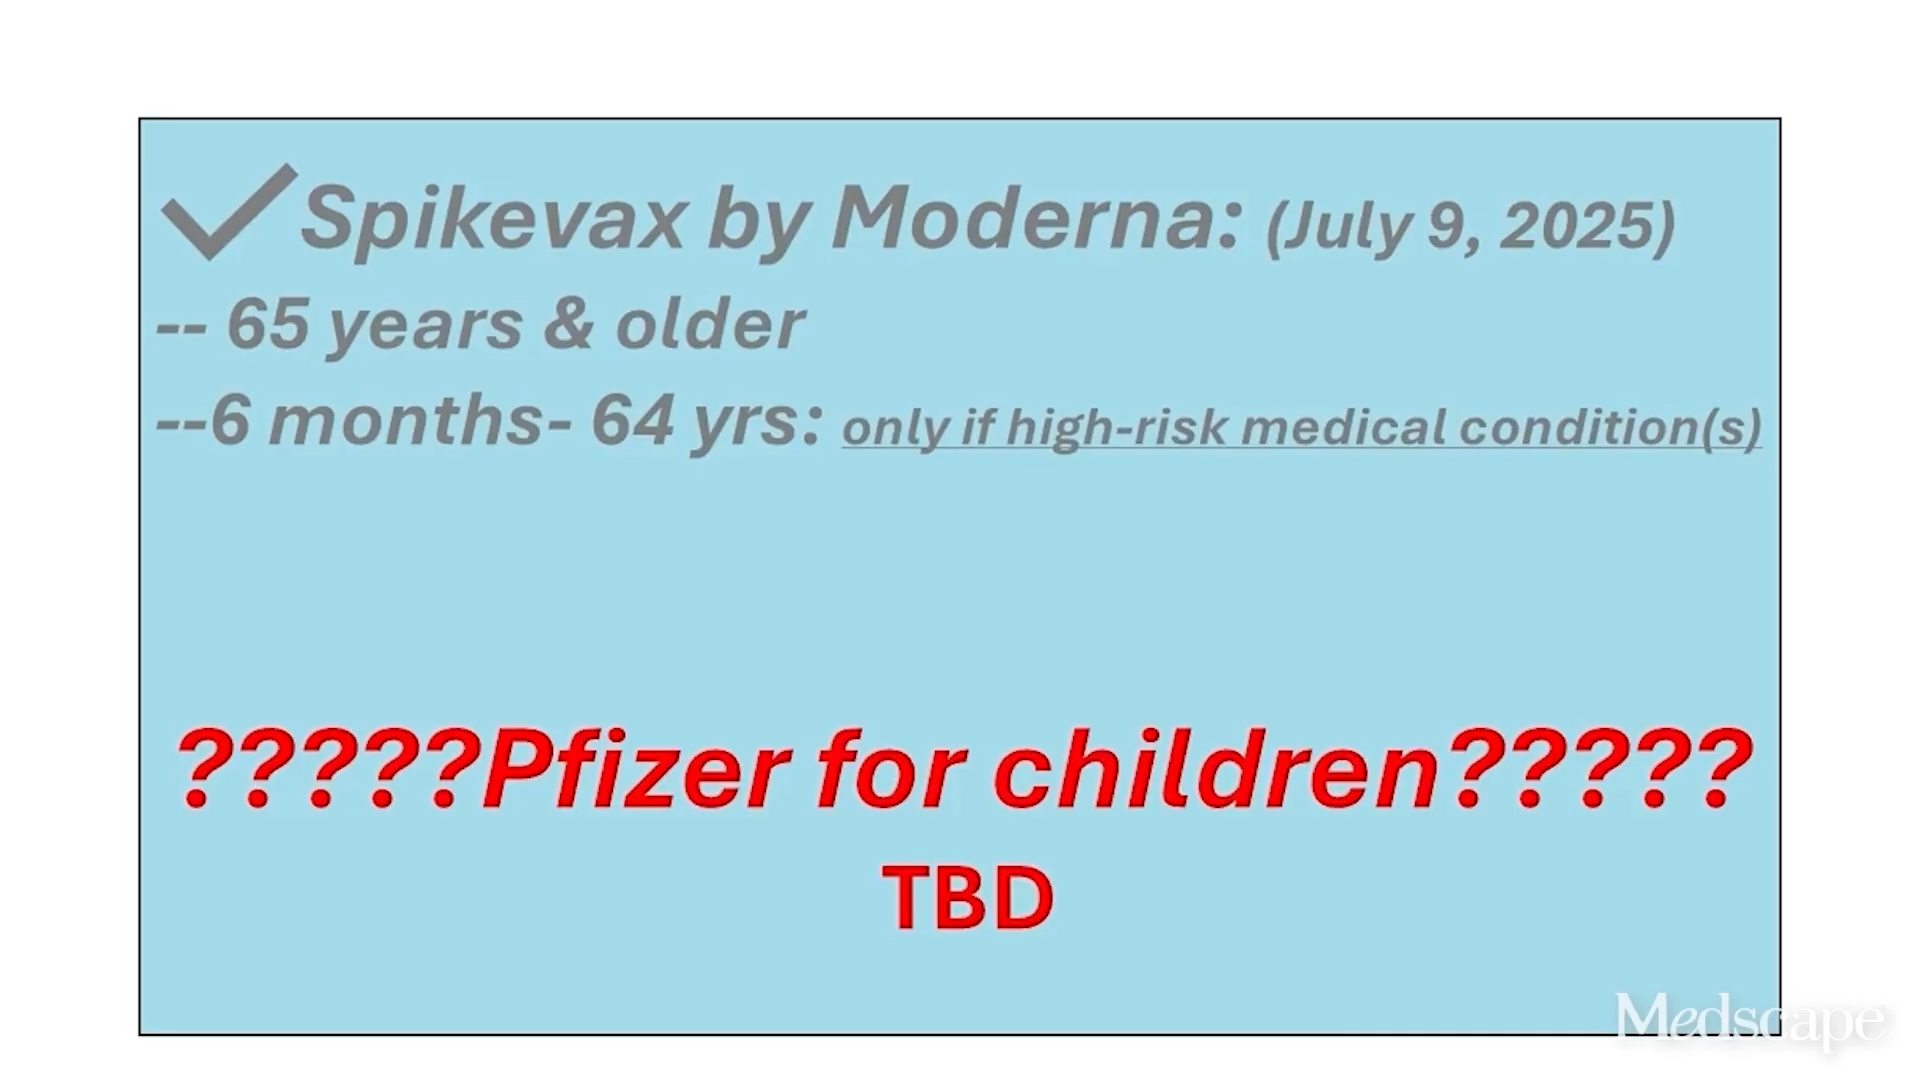 Spikevax by Moderna: (July 9, 2025)
-- 65 years & older
--6 months- 64 yrs: only if high-risk medical condition(s)
?????Pfizer for children?????
TBD
Medscape